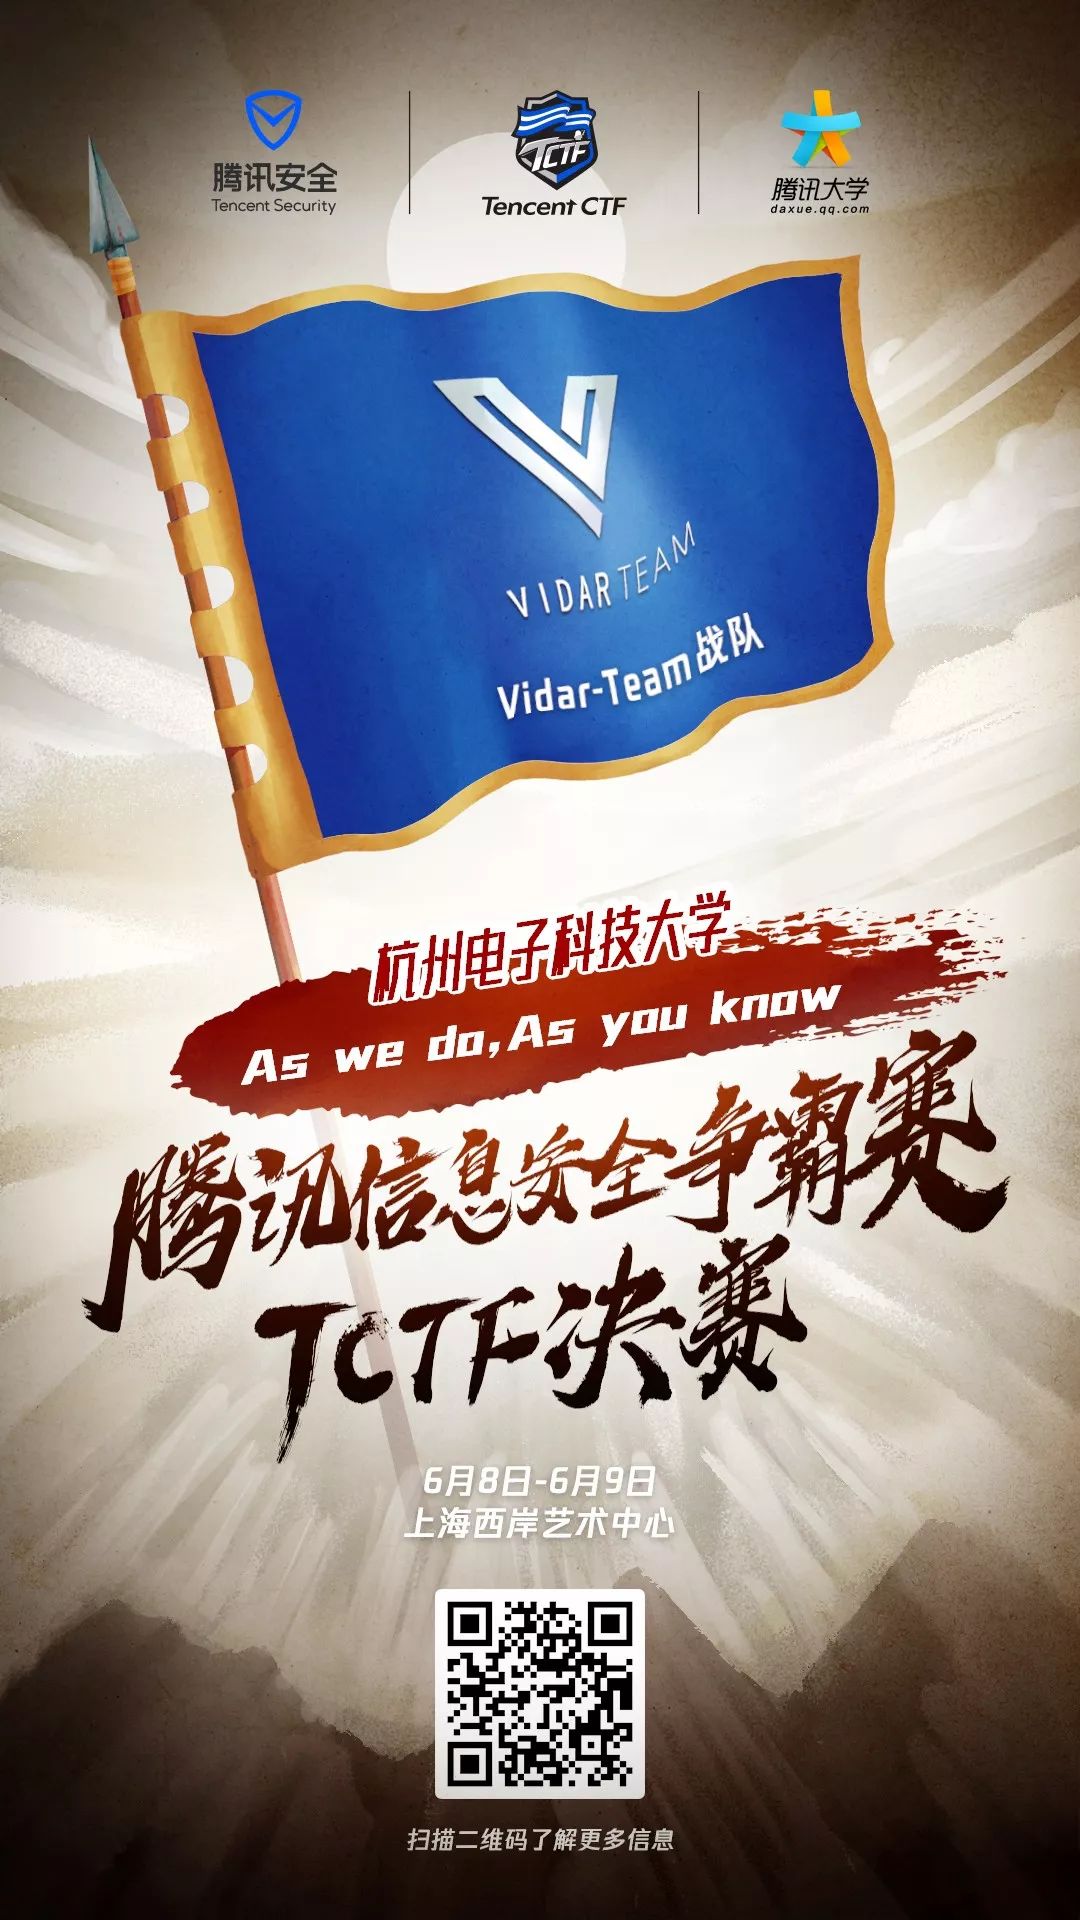 腾讯安全
Tencent Security
TCTF
Tencent CTF
腾讯大学
daxue.qq.com
VIDAR TEAM
Vidar-Team战队
杭州电子科技大学
As we do,As you know
腾讯信息安全争霸赛
TCTF决赛
6月8日-6月9日
上海西岸艺术中心
扫描二维码了解更多信息